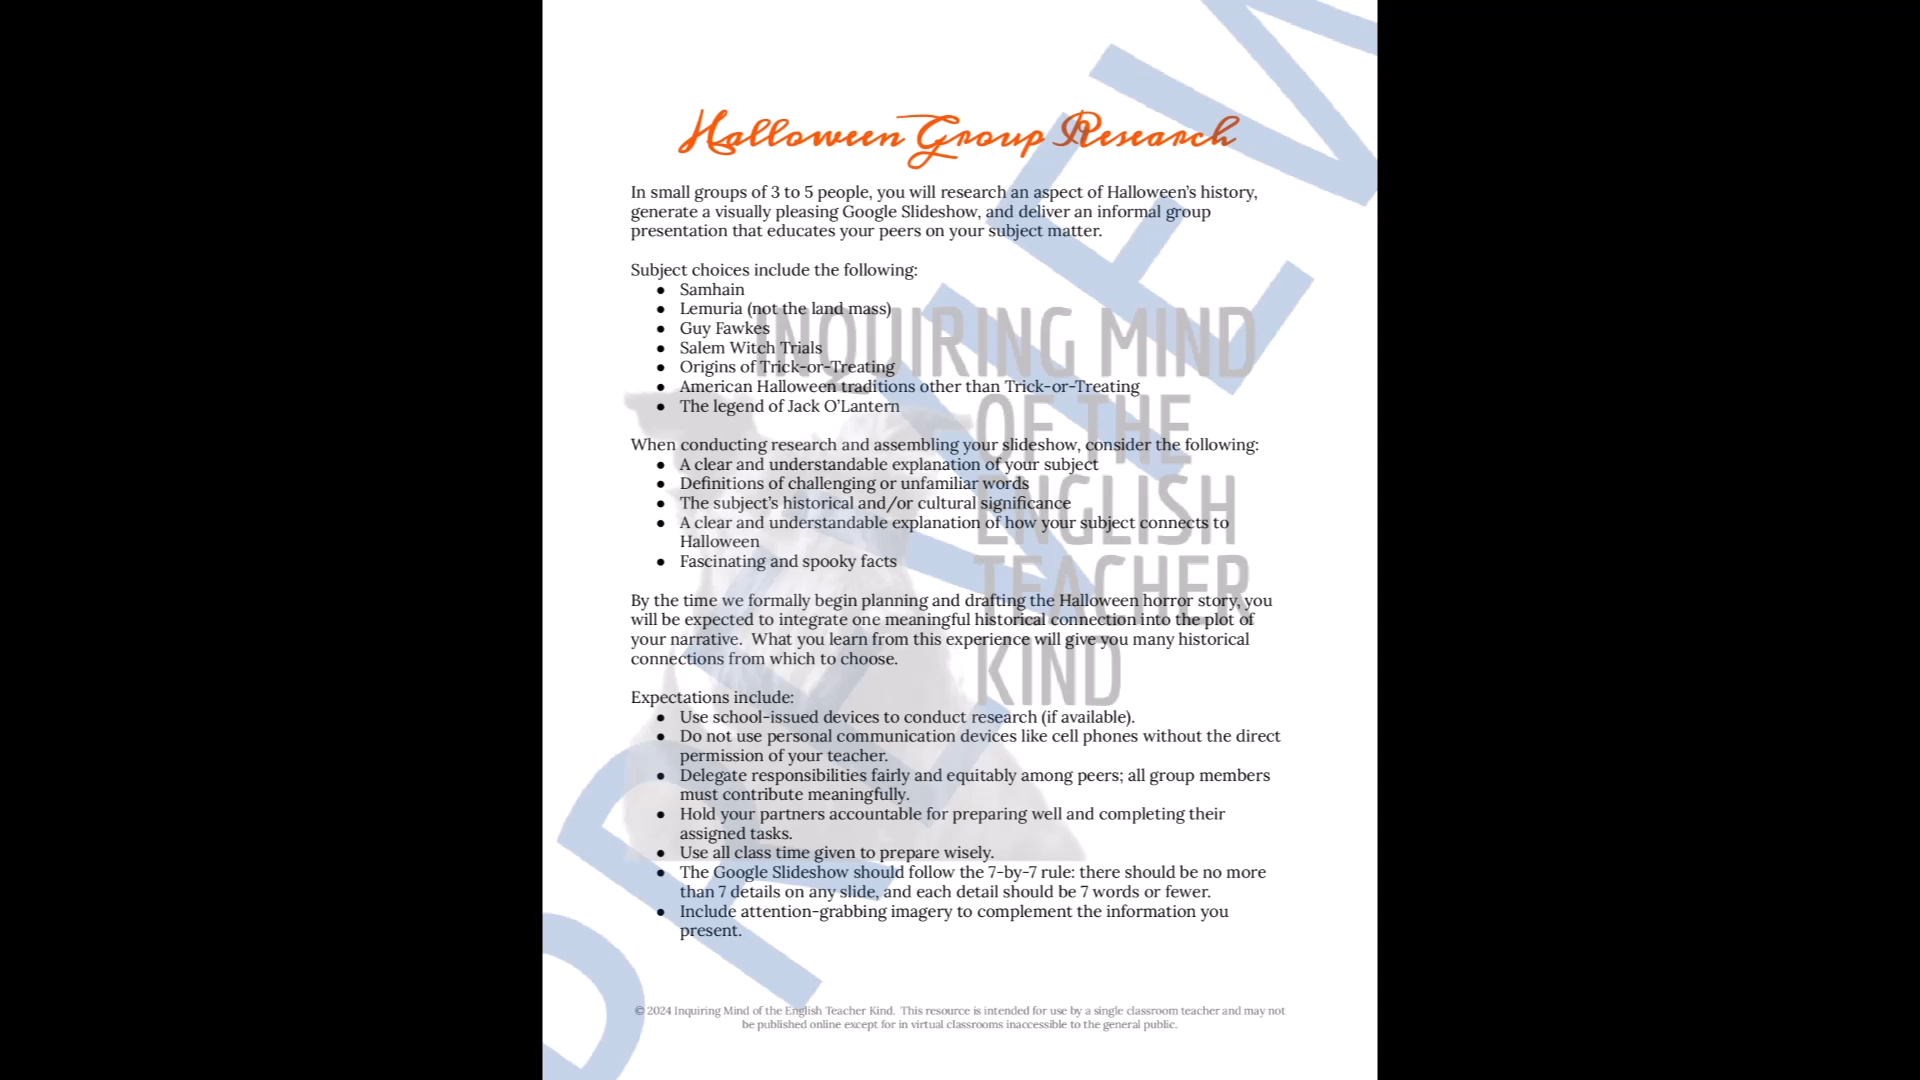 Halloween Group Research
In small groups of 3 to 5 people, you will research an aspect of Halloween's history,
generate a visually pleasing Google Slideshow, and deliver an informal group
presentation that educates your peers on your subject matter.
Subject choices include the following:
● Samhain
● Lemuria (not the land mass)
● Guy Fawkes
● Salem Witch Trials
● Origins of Trick-or-Treating
● American Halloween traditions other than Trick-or-Treating
● The legend of Jack O'Lantern
When conducting research and assembling your slideshow, consider the following:
● A clear and understandable explanation of your subject
● Definitions of challenging or unfamiliar words
● The subject's historical and/or cultural significance
● A clear and understandable explanation of how your subject connects to
Halloween
● Fascinating and spooky facts
By the time we formally begin planning and drafting the Halloween horror story, you
will be expected to integrate one meaningful historical connection into the plot of
your narrative.  What you learn from this experience will give you many historical
connections from which to choose.
Expectations include:
● Use school-issued devices to conduct research (if available).
● Do not use personal communication devices like cell phones without the direct
permission of your teacher.
● Delegate responsibilities fairly and equitably among peers; all group members
must contribute meaningfully.
● Hold your partners accountable for preparing well and completing their
assigned tasks.
● Use all class time given to prepare wisely.
● The Google Slideshow should follow the 7-by-7 rule: there should be no more
than 7 details on any slide, and each detail should be 7 words or fewer.
● Include attention-grabbing imagery to complement the information you
present.
© 2024 Inquiring Mind of the English Teacher Kind.  This resource is intended for use by a single classroom teacher and may not
be published online except for in virtual classrooms inaccessible to the general public.
INQUIRING MIND
OF THE
ENGLISH
TEACHER
KIND
PREVIEW